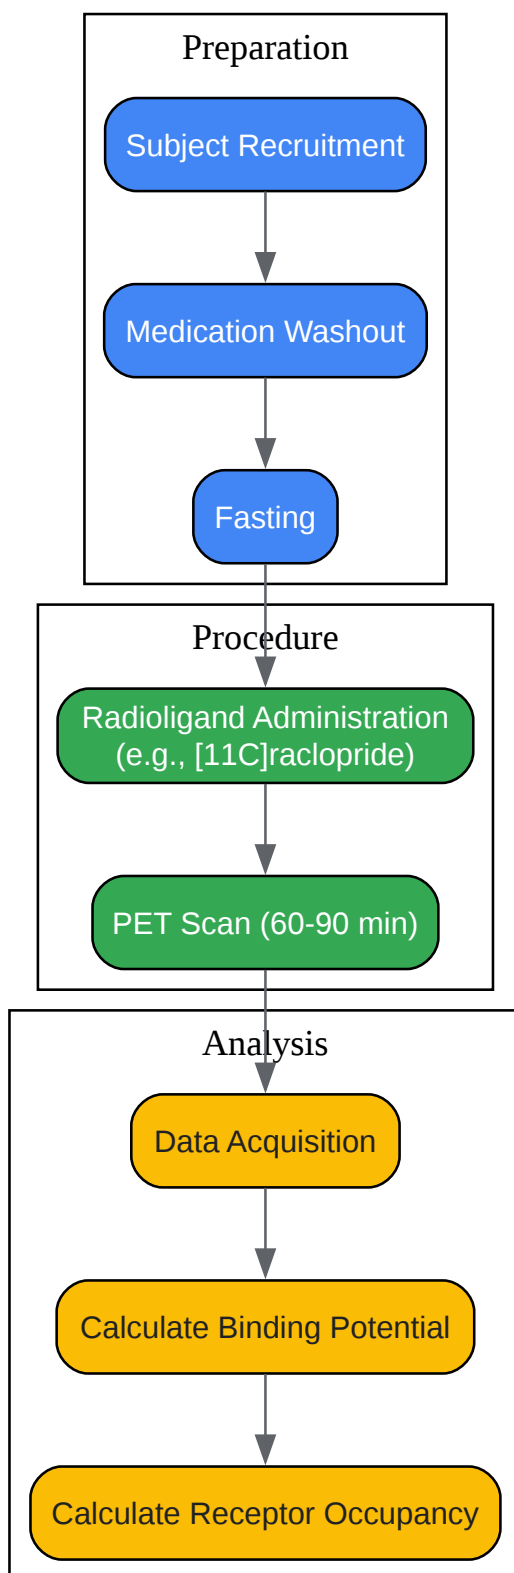 Preparation
Subject Recruitment
Medication Washout
Fasting
Procedure
Radioligand Administration
(e.g., [11C]raclopride)
PET Scan (60-90 min)
Analysis
Data Acquisition
Calculate Binding Potential
Calculate Receptor Occupancy